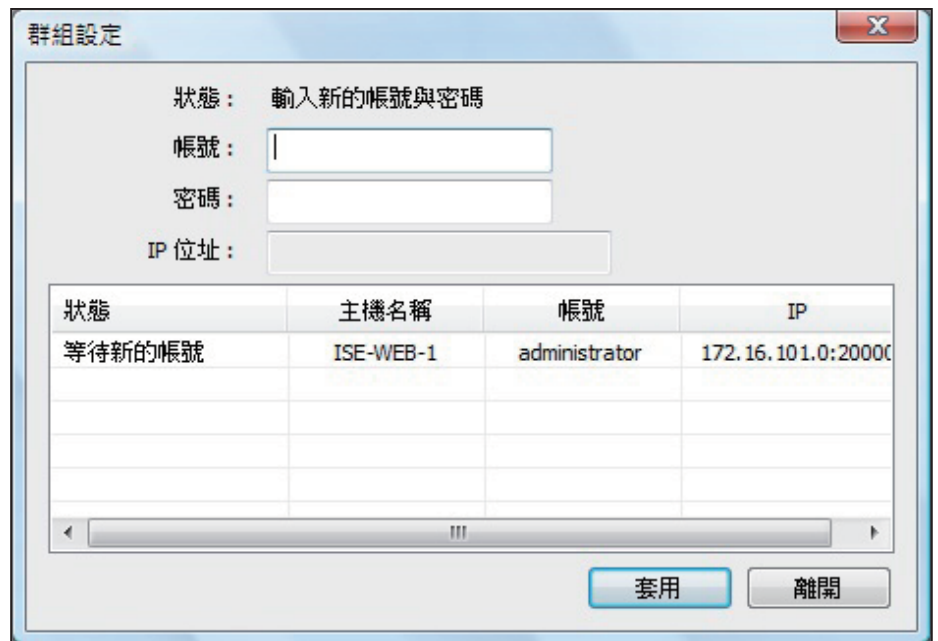 群組設定
狀態： 輸入新的帳號與密碼
帳號：
密碼：
IP 位址：
狀態 主機名稱 帳號 IP
等待新的帳號 ISE-WEB-1 administrator 172.16.101.0:20000
套用 離開